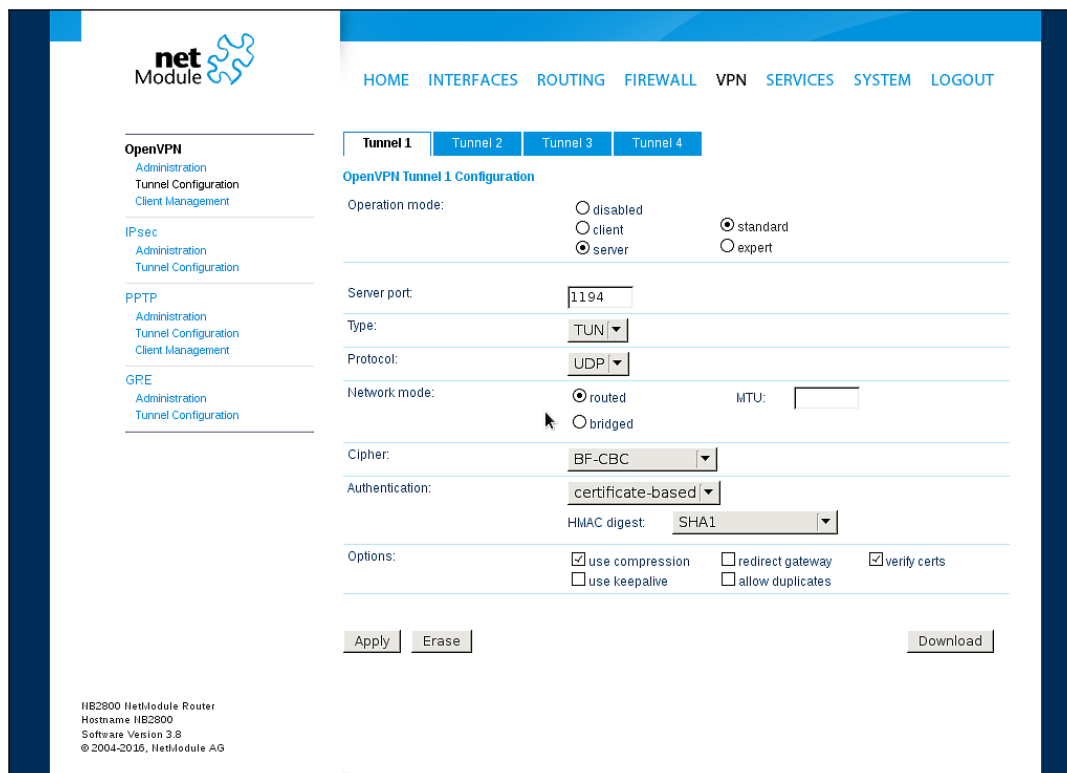 net
Module
HOME INTERFACES ROUTING FIREWALL VPN SERVICES SYSTEM LOGOUT
OpenVPN
Administration
Tunnel Configuration
Client Management
IPsec
Administration
Tunnel Configuration
PPTP
Administration
Tunnel Configuration
Client Management
GRE
Administration
Tunnel Configuration
Tunnel 1 Tunnel 2 Tunnel 3 Tunnel 4
OpenVPN Tunnel 1 Configuration
Operation mode:
disabled
client
server
standard
expert
Server port: 1194
Type: TUN
Protocol: UDP
Network mode: routed MTU:
bridged
Cipher: BF-CBC
Authentication: certificate-based
HMAC digest: SHA1
Options: use compression redirect gateway verify certs
use keepalive allow duplicates
Apply Erase Download
NB2800 NetModule Router
Hostname NB2800
Software Version 3.8
© 2004-2016, NetModule AG